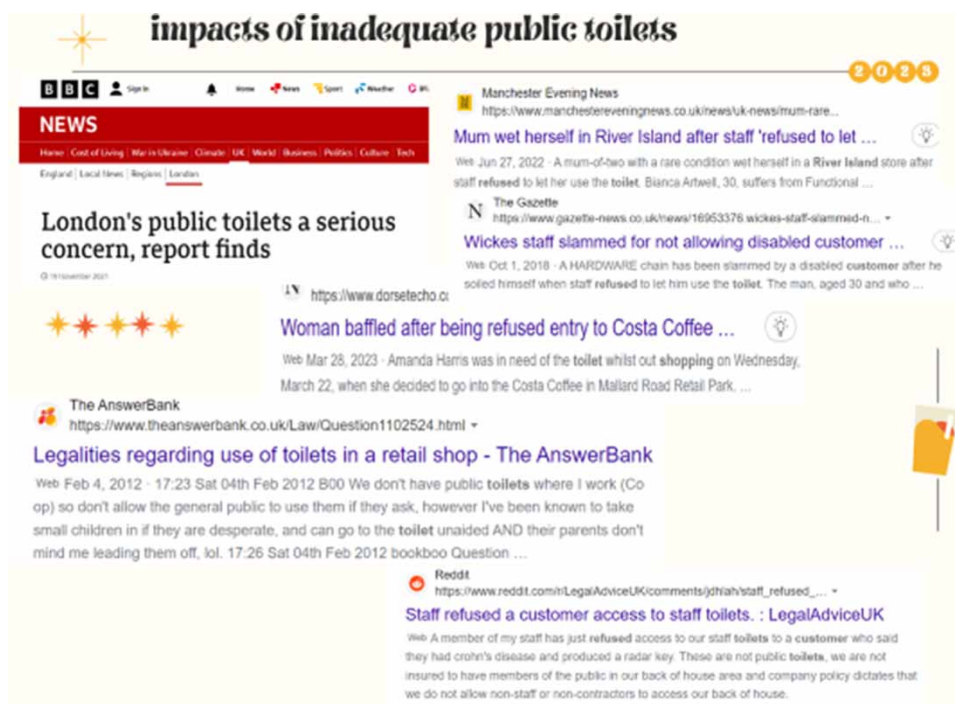 impacts of inadequate public toilets
2023
BBC Sign in Home News Sport Weather
NEWS
Home Cost of Living War in Ukraine Climate UK World Business Politics Culture Tech
England Local News Regions London
London's public toilets a serious
concern, report finds
Manchester Evening News
https://www.manchestereveningnews.co.uk/news/uk-news/mum-rare...
Mum wet herself in River Island after staff 'refused to let ...
Web Jun 27, 2022 · A mum-of-two with a rare condition wet herself in a River Island store after
staff refused to let her use the toilet. Bianca Artwell, 30, suffers from Functional ...
N The Gazette
https://www.gazette-news.co.uk/news/16953376.wickes-staff-slammed-n...
Wickes staff slammed for not allowing disabled customer ...
Web Oct 1, 2018 · A HARDWARE chain has been slammed by a disabled customer after he
soiled himself when staff refused to let him use the toilet. The man, aged 30 and who ...
https://www.dorsetecho.co
Woman baffled after being refused entry to Costa Coffee ...
Web Mar 28, 2023 · Amanda Harris was in need of the toilet whilst out shopping on Wednesday,
March 22, when she decided to go into the Costa Coffee in Mallard Road Retail Park. ...
The AnswerBank
https://www.theanswerbank.co.uk/Law/Question1102524.html
Legalities regarding use of toilets in a retail shop - The AnswerBank
Web Feb 4, 2012 · 17:23 Sat 04th Feb 2012 B00 We don't have public toilets where I work (Co
op) so don't allow the general public to use them if they ask, however I've been known to take
small children in if they are desperate, and can go to the toilet unaided AND their parents don't
mind me leading them off, lol. 17:26 Sat 04th Feb 2012 bookboo Question ...
Reddit
https://www.reddit.com/r/LegalAdviceUK/comments/jdhlah/staff_refused_...
Staff refused a customer access to staff toilets. : LegalAdviceUK
Web A member of my staff has just refused access to our staff toilets to a customer who said
they had crohn's disease and produced a radar key. These are not public toilets, we are not
insured to have members of the public in our back of house area and company policy dictates that
we do not allow non-staff or non-contractors to access our back of house.